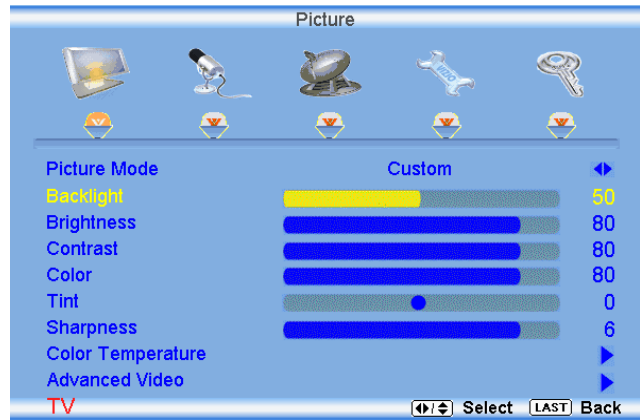 Picture
Picture Mode Custom
Backlight 50
Brightness 80
Contrast 80
Color 80
Tint 0
Sharpness 6
Color Temperature
Advanced Video
TV Select LAST Back